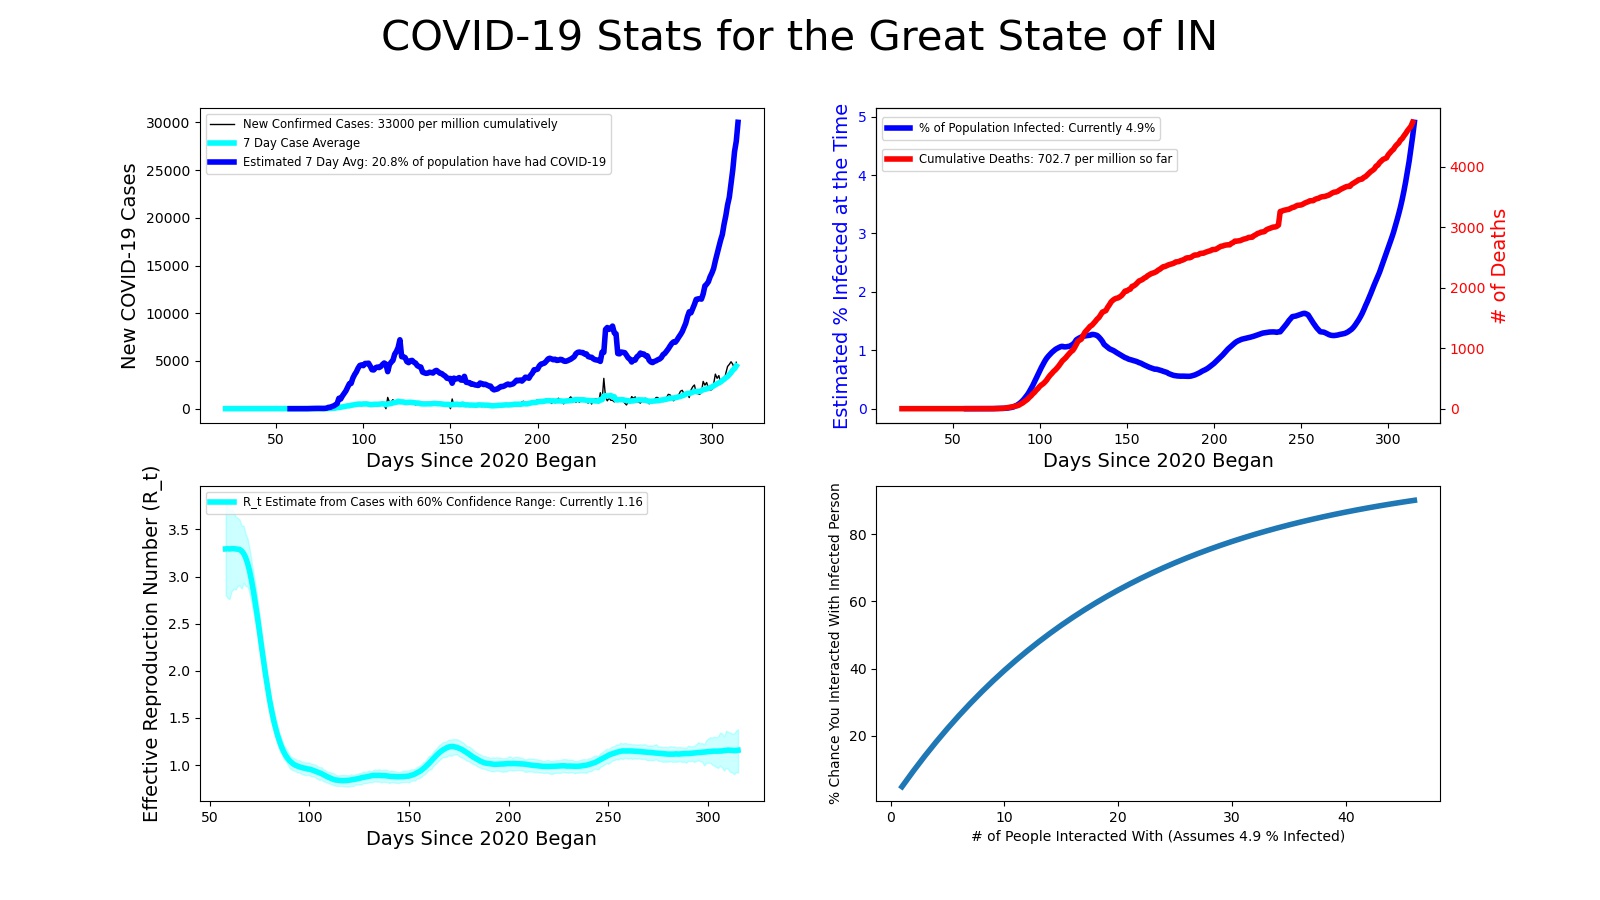 COVID-19 Stats for the Great State of IN
New COVID-19 Cases
30000
25000
20000
15000
10000
5000
0
New Confirmed Cases: 33000 per million cumulatively
7 Day Case Average
Estimated 7 Day Avg: 20.8% of population have had COVID-19
50 100 150 200 250 300
Days Since 2020 Began
Estimated % Infected at the Time
5
4
3
2
1
0
% of Population Infected: Currently 4.9%
Cumulative Deaths: 702.7 per million so far
4000
3000
2000
1000
0
# of Deaths
50 100 150 200 250 300
Days Since 2020 Began
Effective Reproduction Number (R_t)
3.5
3.0
2.5
2.0
1.5
1.0
R_t Estimate from Cases with 60% Confidence Range: Currently 1.16
50 100 150 200 250 300
Days Since 2020 Began
% Chance You Interacted With Infected Person
80
60
40
20
0 10 20 30 40
# of People Interacted With (Assumes 4.9 % Infected)